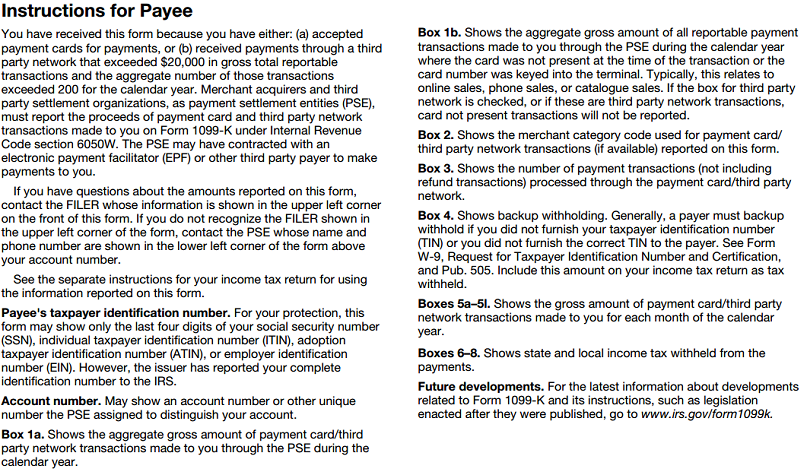 Instructions for Payee
You have received this form because you have either: (a) accepted
payment cards for payments, or (b) received payments through a third
party network that exceeded $20,000 in gross total reportable
transactions and the aggregate number of those transactions
exceeded 200 for the calendar year. Merchant acquirers and third
party settlement organizations, as payment settlement entities (PSE),
must report the proceeds of payment card and third party network
transactions made to you on Form 1099-K under Internal Revenue
Code section 6050W. The PSE may have contracted with an
electronic payment facilitator (EPF) or other third party payer to make
payments to you.
If you have questions about the amounts reported on this form,
contact the FILER whose information is shown in the upper left corner
on the front of this form. If you do not recognize the FILER shown in
the upper left corner of the form, contact the PSE whose name and
phone number are shown in the lower left corner of the form above
your account number.
See the separate instructions for your income tax return for using
the information reported on this form.
Payee's taxpayer identification number. For your protection, this
form may show only the last four digits of your social security number
(SSN), individual taxpayer identification number (ITIN), adoption
taxpayer identification number (ATIN), or employer identification
number (EIN). However, the issuer has reported your complete
identification number to the IRS.
Account number. May show an account number or other unique
number the PSE assigned to distinguish your account.
Box 1a. Shows the aggregate gross amount of payment card/third
party network transactions made to you through the PSE during the
calendar year.
Box 1b. Shows the aggregate gross amount of all reportable payment
transactions made to you through the PSE during the calendar year
where the card was not present at the time of the transaction or the
card number was keyed into the terminal. Typically, this relates to
online sales, phone sales, or catalogue sales. If the box for third party
network is checked, or if these are third party network transactions,
card not present transactions will not be reported.
Box 2. Shows the merchant category code used for payment card/
third party network transactions (if available) reported on this form.
Box 3. Shows the number of payment transactions (not including
refund transactions) processed through the payment card/third party
network.
Box 4. Shows backup withholding. Generally, a payer must backup
withhold if you did not furnish your taxpayer identification number
(TIN) or you did not furnish the correct TIN to the payer. See Form
W-9, Request for Taxpayer Identification Number and Certification,
and Pub. 505. Include this amount on your income tax return as tax
withheld.
Boxes 5a–5l. Shows the gross amount of payment card/third party
network transactions made to you for each month of the calendar
year.
Boxes 6–8. Shows state and local income tax withheld from the
payments.
Future developments. For the latest information about developments
related to Form 1099-K and its instructions, such as legislation
enacted after they were published, go to www.irs.gov/form1099k.